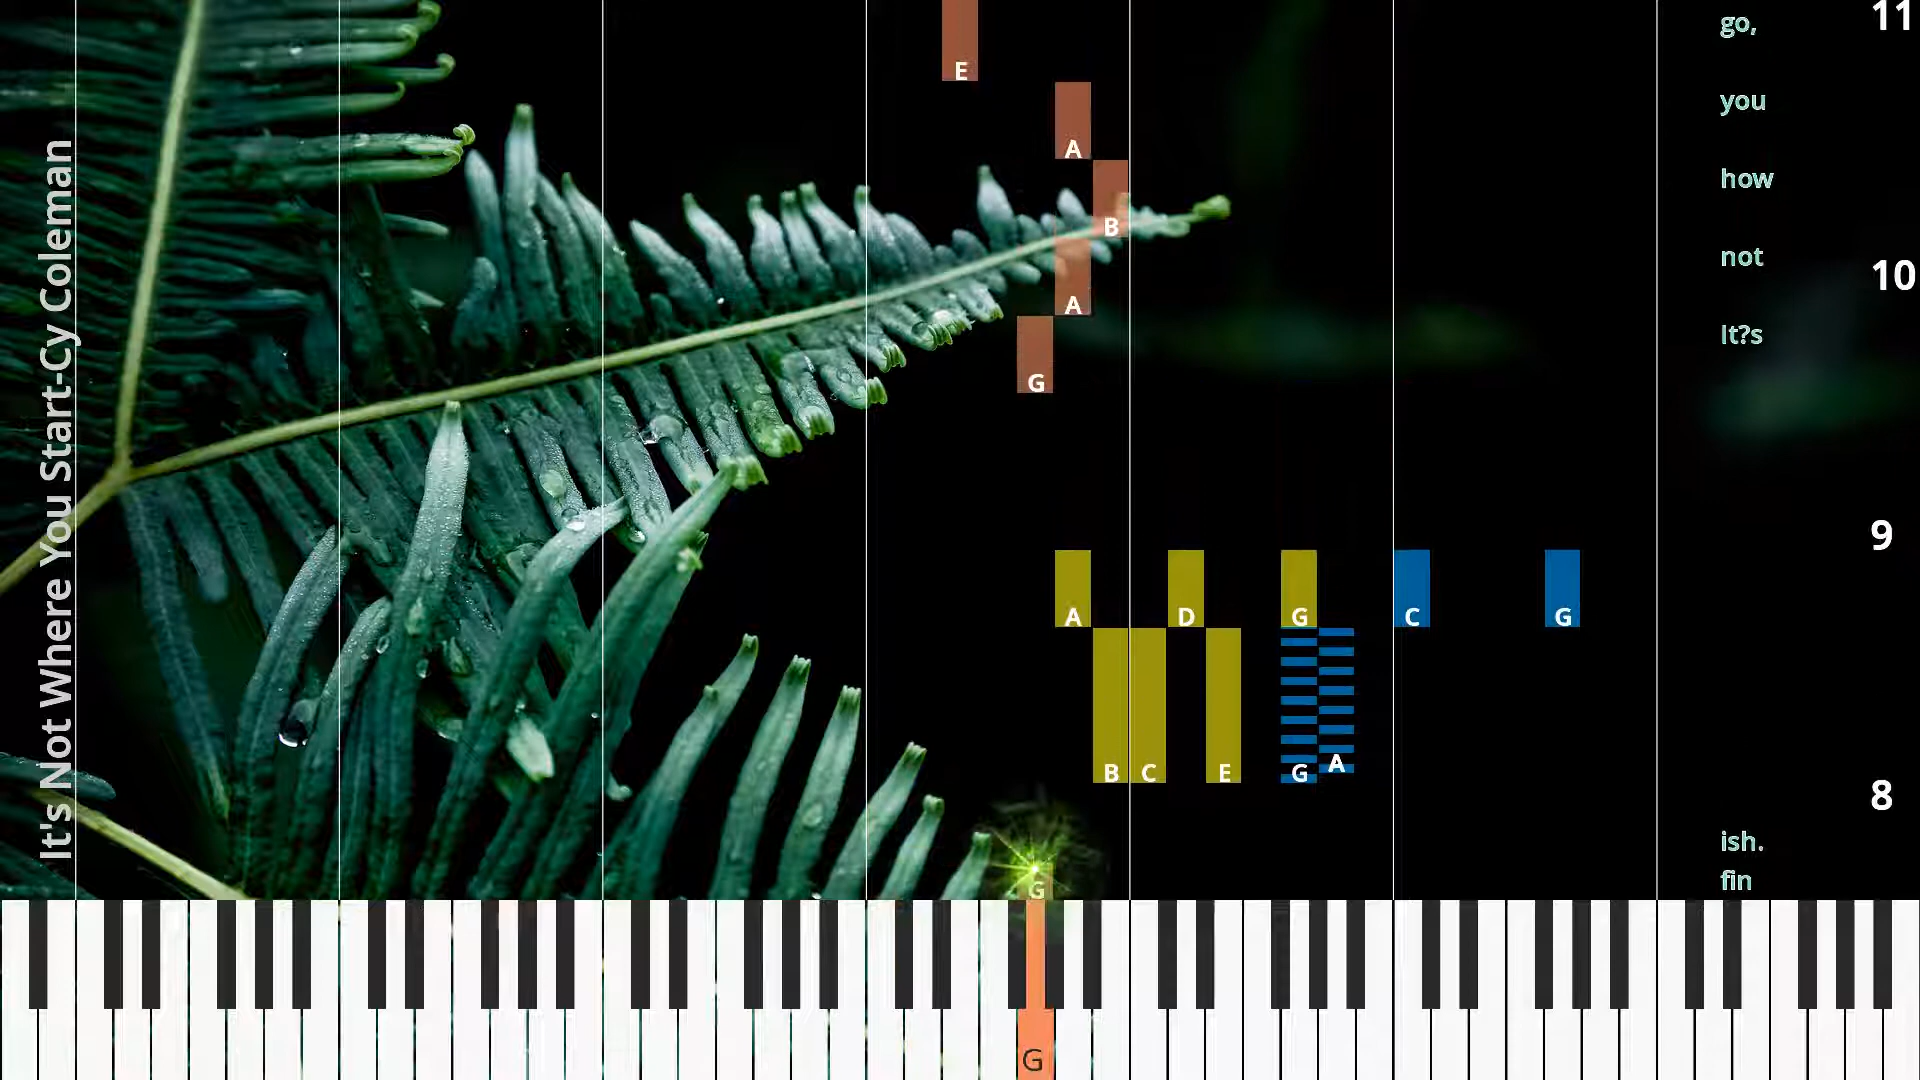 It's Not Where You Start-Cy Coleman
go,
11
E
you
A
how
B
not
10
A
It?s
G
9
A D G C G
B C E G A
8
ish.
fin
G
G